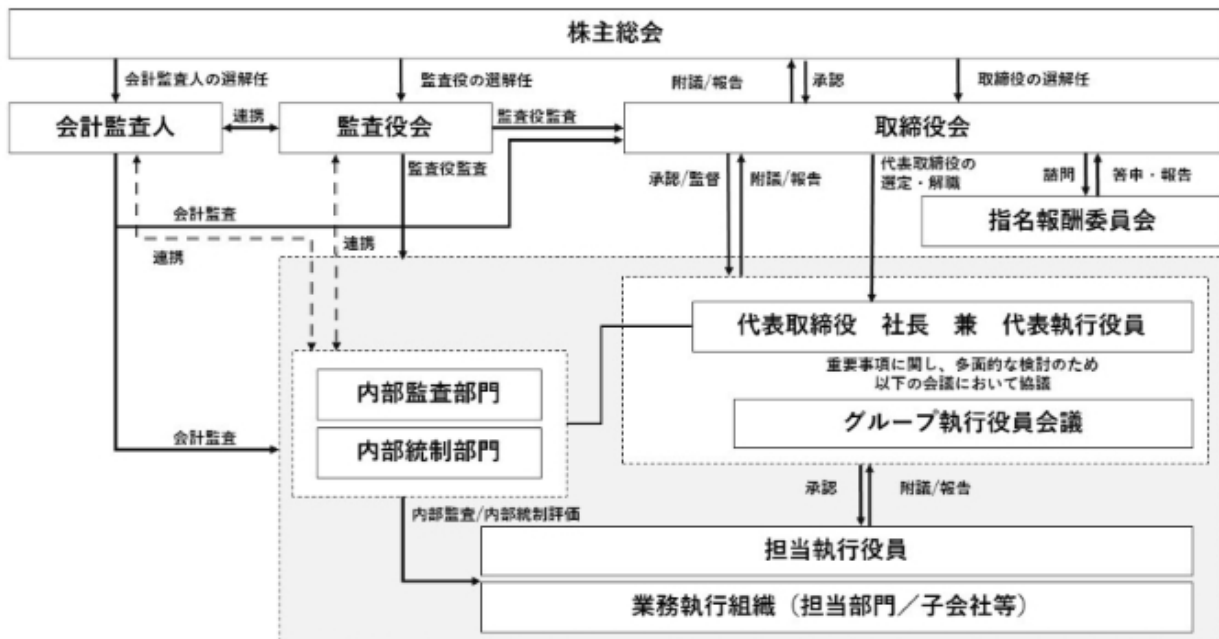 株主総会
会計監査人の選解任
監査役の選解任
附議/報告
承認
取締役の選解任
会計監査人
連携
監査役会
監査役監査
取締役会
監査役監査
承認/監督
附議/報告
代表取締役の
選定・解職
諮問
答申・報告
会計監査
指名報酬委員会
連携
連携
代表取締役 社長 兼 代表執行役員
重要事項に関し、多面的な検討のため
以下の会議において協議
内部監査部門
グループ執行役員会議
会計監査
内部統制部門
承認
附議/報告
内部監査/内部統制評価
担当執行役員
業務執行組織（担当部門／子会社等）